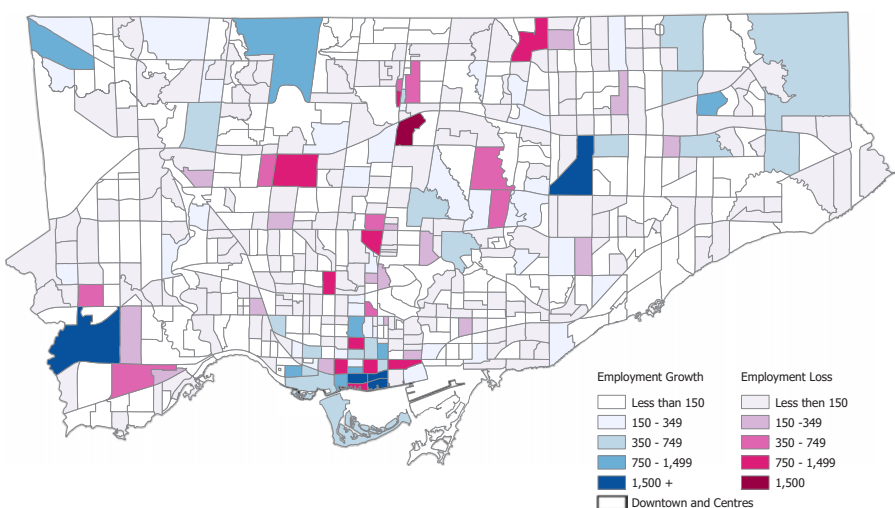 Employment Growth Employment Loss
Less than 150 Less then 150
150 - 349 150 -349
350 - 749 350 - 749
750 - 1,499 750 - 1,499
1,500 + 1,500
Downtown and Centres